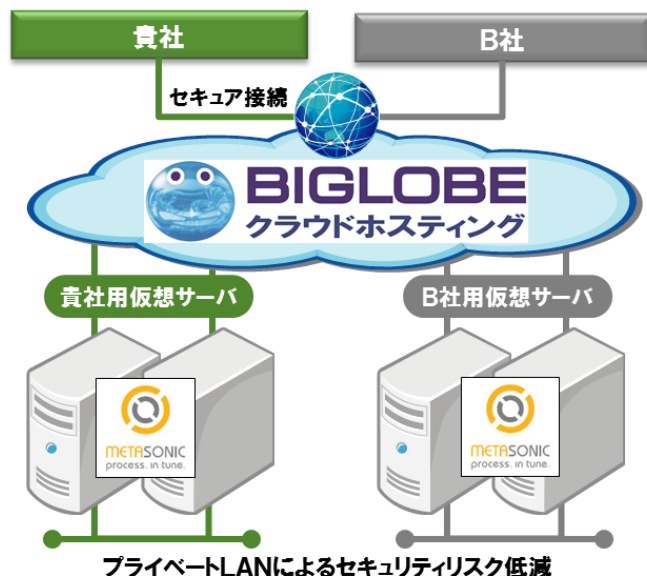 貴社
B社
セキュア接続
BIGLOBE
クラウドホスティング
貴社用仮想サーバ
B社用仮想サーバ
METASONIC
process. in tune.
METASONIC
process. in tune.
プライベートLANによるセキュリティリスク低減